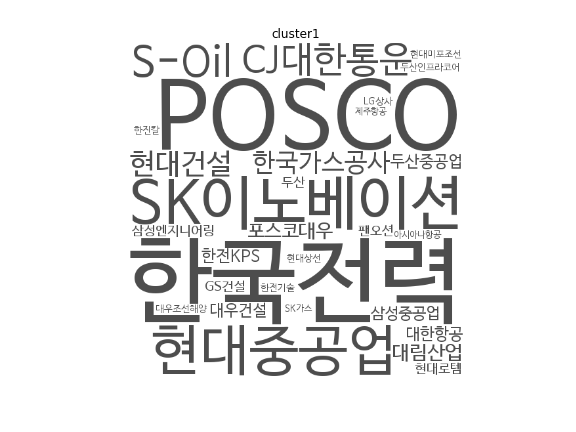 cluster1
S-Oil CJ대한통운 현대미포조선
두산인프라코어
POSCO
LG상사
제주항공
한진칼
현대건설 한국가스공사 두산중공업
두산
SK이노베이션
삼성엔지니어링 포스코대우 팬오션 아시아나항공
한국전력
한전KPS 현대상선
GS건설 한전기술
대우조선해양 대우건설 SK가스 삼성중공업
현대중공업 대한항공
대림산업
현대로템